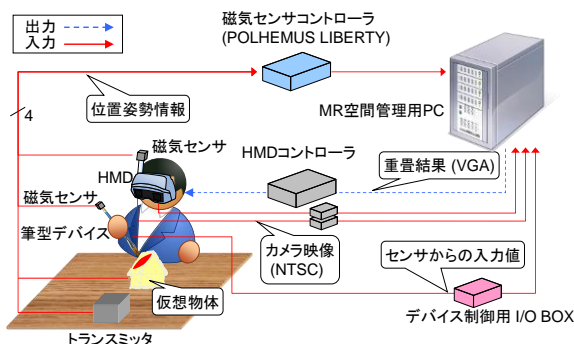 出力
入力
磁気センサコントローラ
(POLHEMUS LIBERTY)
4
位置姿勢情報
MR空間管理用PC
磁気センサ
HMD
HMDコントローラ
重畳結果 (VGA)
磁気センサ
筆型デバイス
カメラ映像
(NTSC)
センサからの入力値
仮想物体
デバイス制御用 I/O BOX
トランスミッタ